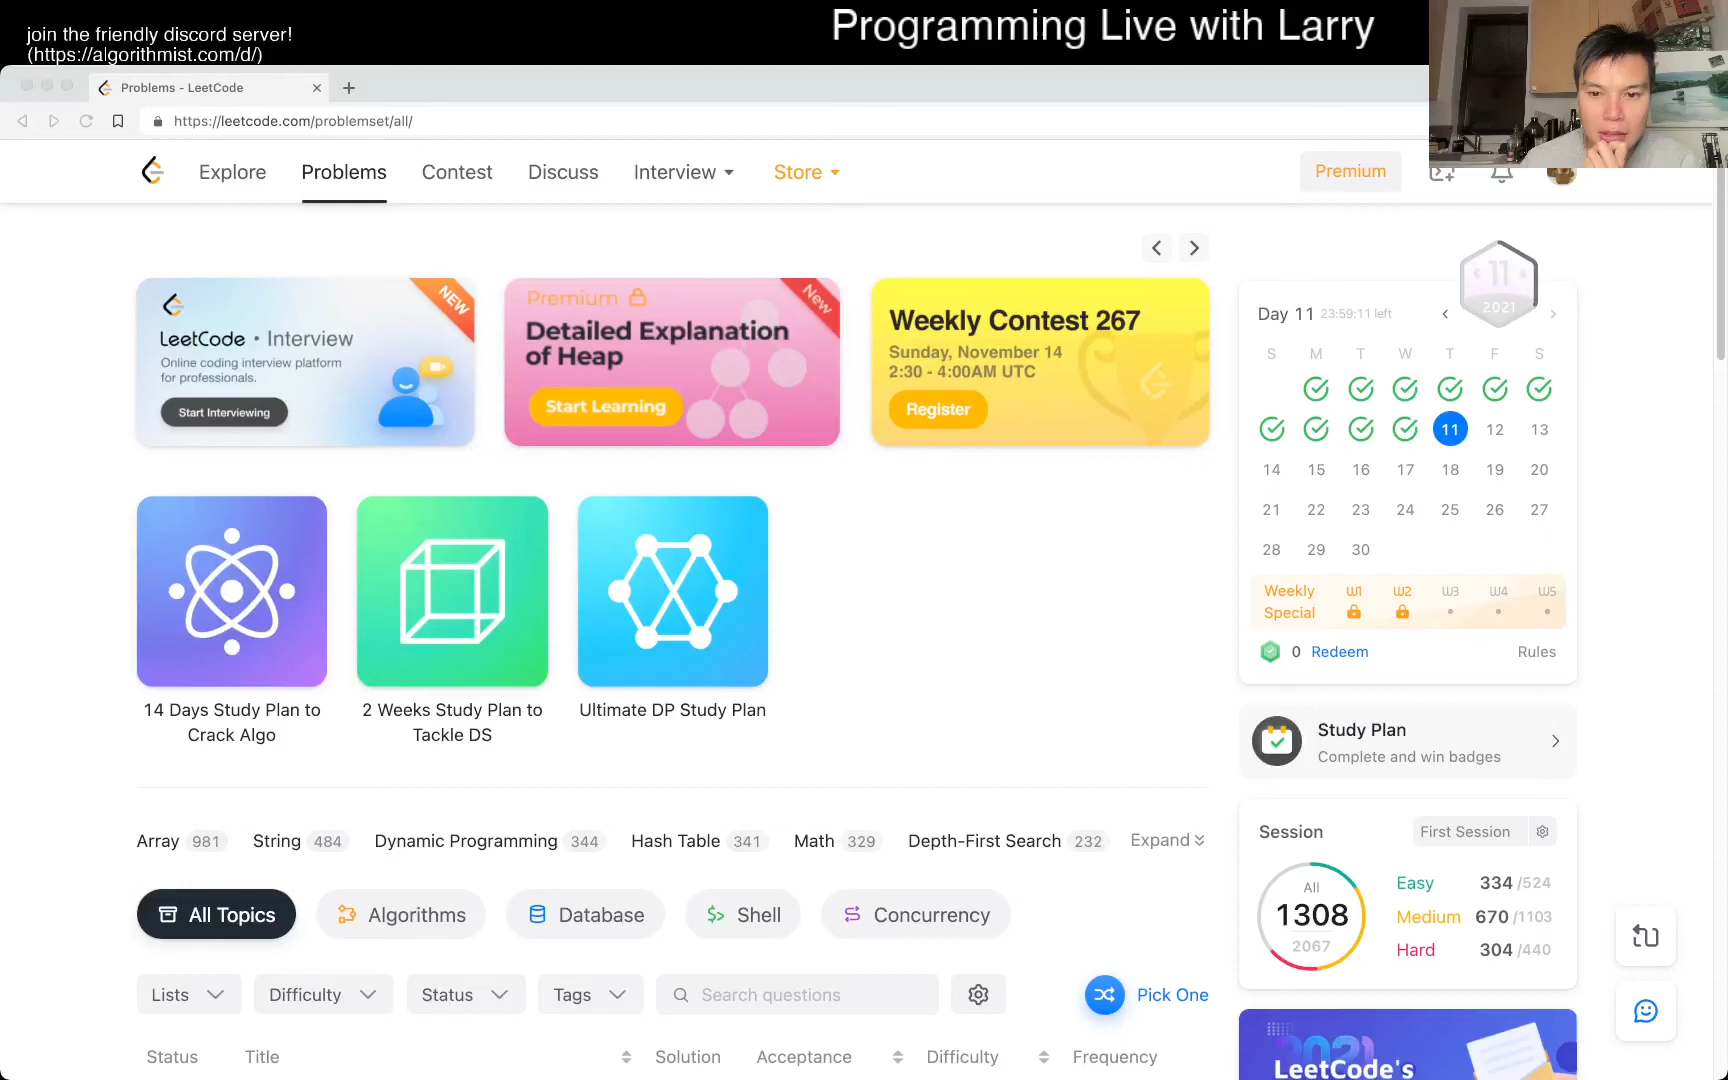 join the friendly discord server!
(https://algorithmist.com/d/)
Programming Live with Larry
Problems - LeetCode
https://leetcode.com/problemset/all/
Explore
Problems
Contest
Discuss
Interview
Store
Premium
NEW
LeetCode • Interview
Online coding interview platform
for professionals.
Start Interviewing
New
Premium
Detailed Explanation
of Heap
Start Learning
Weekly Contest 267
Sunday, November 14
2:30 - 4:00AM UTC
Register
14 Days Study Plan to
Crack Algo
2 Weeks Study Plan to
Tackle DS
Ultimate DP Study Plan
Array 981
String 484
Dynamic Programming 344
Hash Table 341
Math 329
Depth-First Search 232
Expand
All Topics
Algorithms
Database
Shell
Concurrency
Lists
Difficulty
Status
Tags
Search questions
Pick One
Status
Title
Solution
Acceptance
Difficulty
Frequency
Day 11 23:59:11 left
11
2021
S M T W T F S
11 12 13
14 15 16 17 18 19 20
21 22 23 24 25 26 27
28 29 30
Weekly
Special
W1 W2 W3 W4 W5
0 Redeem
Rules
Study Plan
Complete and win badges
Session
First Session
All
1308
2067
Easy 334 /524
Medium 670 /1103
Hard 304 /440
2021
LeetCode's